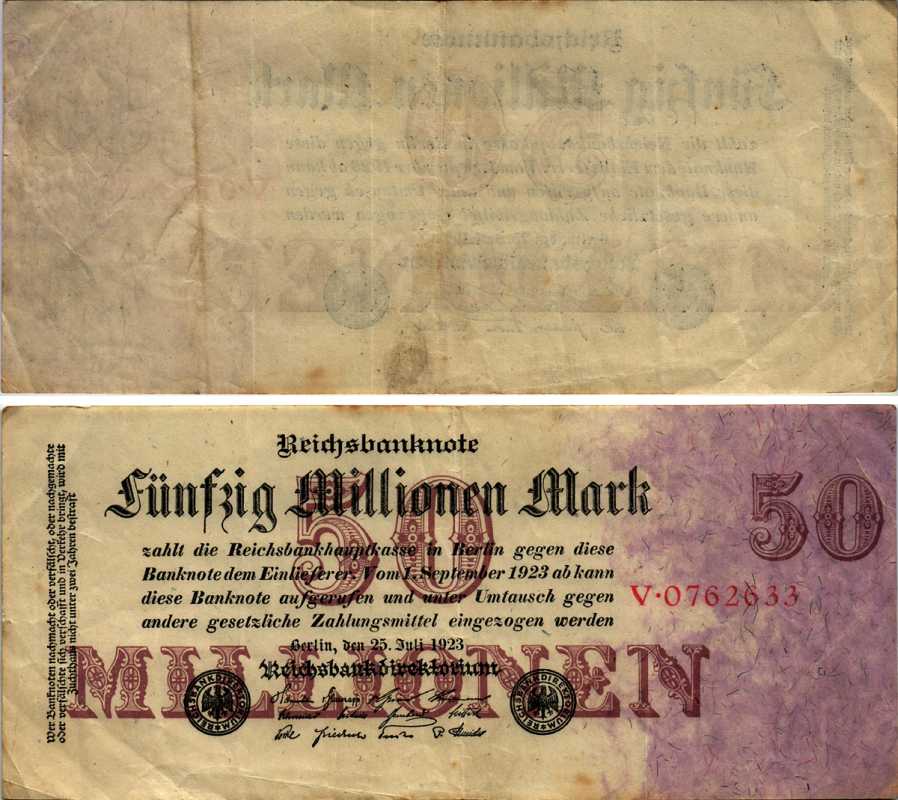 Reichsbanknote
Fünfzig Millionen Mark
50
50
zahlt die Reichsbankhauptkasse in Berlin gegen diese
Banknote dem Einlieferer. Vom 1. September 1923 ab kann
diese Banknote aufgerufen und unter Umtausch gegen
andere gesetzliche Zahlungsmittel eingezogen werden
V·0762633
Berlin, den 25. Juli 1923
Reichsbankdirektorium
MILLIONEN
REICHSBANKDIREKTORIUM
REICHSBANKDIREKTORIUM
Wer Banknoten nachmacht oder verfälscht, oder nachgemachte
oder verfälschte sich verschafft und in Verkehr bringt, wird mit
Zuchthaus nicht unter zwei Jahren bestraft